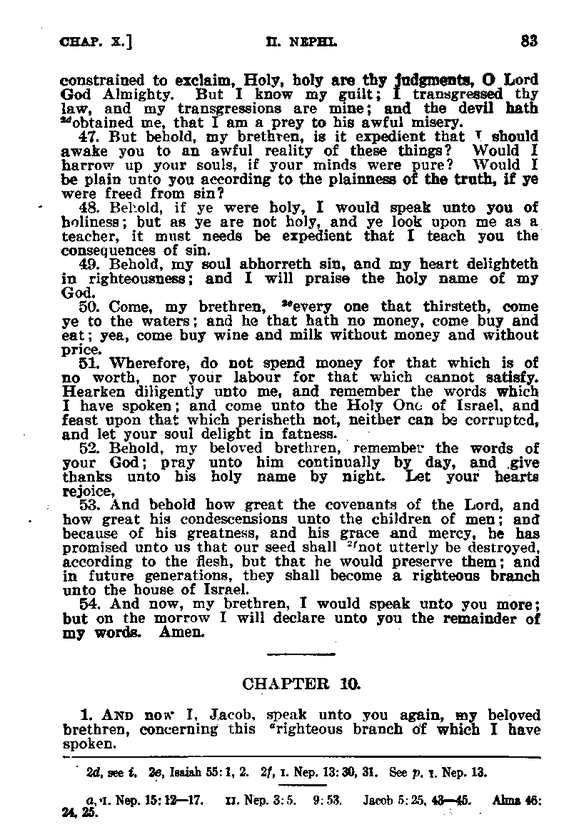 CHAP. X.] II. NEPHI. 83
constrained to exclaim, Holy, holy are thy judgments, O Lord
God Almighty. But I know my guilt; I transgressed thy
law, and my transgressions are mine; and the devil hath
2dobtained me, that I am a prey to his awful misery.
47. But behold, my brethren, is it expedient that I should
awake you to an awful reality of these things? Would I
harrow up your souls, if your minds were pure? Would I
be plain unto you according to the plainness of the truth, if ye
were freed from sin?
48. Behold, if ye were holy, I would speak unto you of
holiness; but as ye are not holy, and ye look upon me as a
teacher, it must needs be expedient that I teach you the
consequences of sin.
49. Behold, my soul abhorreth sin, and my heart delighteth
in righteousness; and I will praise the holy name of my
God.
50. Come, my brethren, 2eevery one that thirsteth, come
ye to the waters; and he that hath no money, come buy and
eat; yea, come buy wine and milk without money and without
price.
51. Wherefore, do not spend money for that which is of
no worth, nor your labour for that which cannot satisfy.
Hearken diligently unto me, and remember the words which
I have spoken; and come unto the Holy One of Israel, and
feast upon that which perisheth not, neither can be corrupted,
and let your soul delight in fatness.
52. Behold, my beloved brethren, remember the words of
your God; pray unto him continually by day, and give
thanks unto his holy name by night. Let your hearts
rejoice,
53. And behold how great the covenants of the Lord, and
how great his condescensions unto the children of men; and
because of his greatness, and his grace and mercy, he has
promised unto us that our seed shall 2fnot utterly be destroyed,
according to the flesh, but that he would preserve them; and
in future generations, they shall become a righteous branch
unto the house of Israel.
54. And now, my brethren, I would speak unto you more;
but on the morrow I will declare unto you the remainder of
my words. Amen.
CHAPTER 10.
1. AND now I, Jacob, speak unto you again, my beloved
brethren, concerning this arighteous branch of which I have
spoken.
2d, see i. 2e, Isaiah 55: 1, 2. 2f, I. Nep. 13: 30, 31. See p, I. Nep. 13.
a, I. Nep. 15: 12—17. II. Nep. 3: 5. 9: 53. Jacob 5: 25, 43—45. Alma 46:
24, 25.